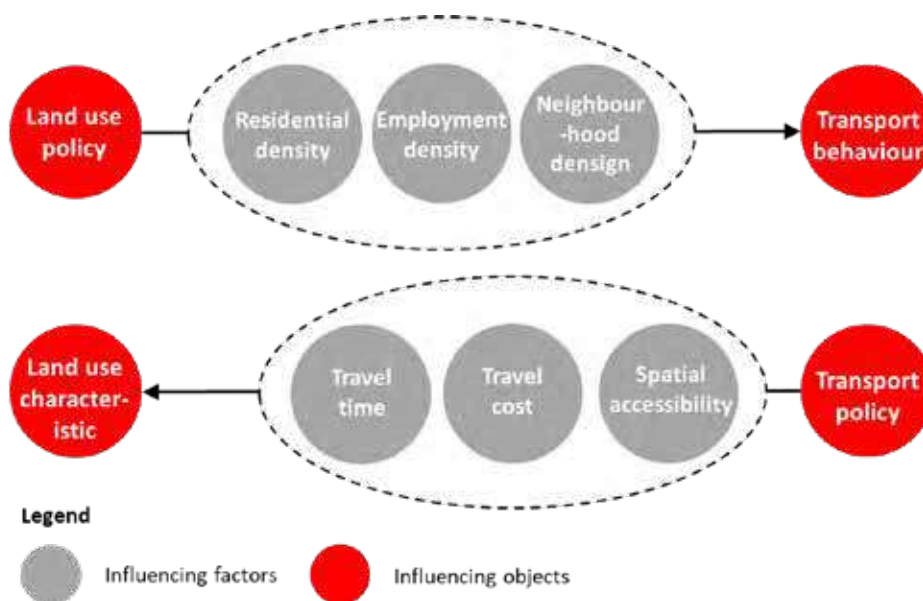 Land use
policy
Residential
density
Employment
density
Neighbour
-hood
densign
Transport
behaviour
Land use
character-
istic
Travel
time
Travel
cost
Spatial
accessibility
Transport
policy
Legend
Influencing factors
Influencing objects